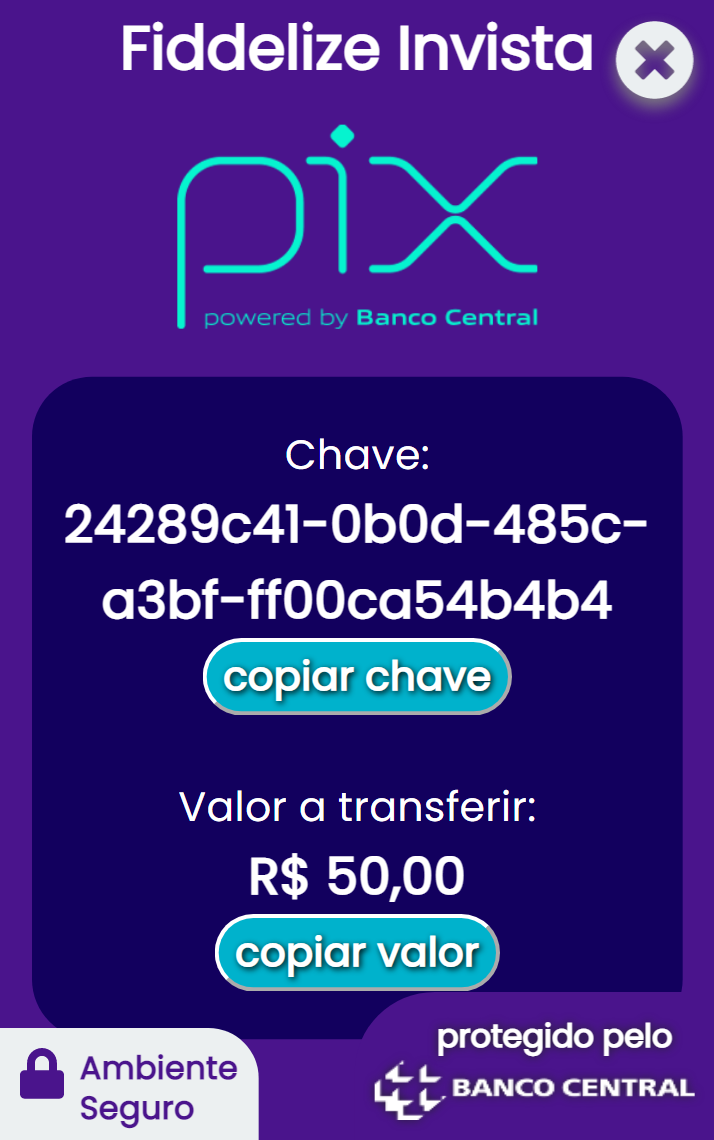 Fiddelize Invista
pix
powered by Banco Central
Chave:
24289c41-0b0d-485c-
a3bf-ff00ca54b4b4
copiar chave
Valor a transferir:
R$ 50,00
copiar valor
protegido pelo
BANCO CENTRAL
Ambiente
Seguro